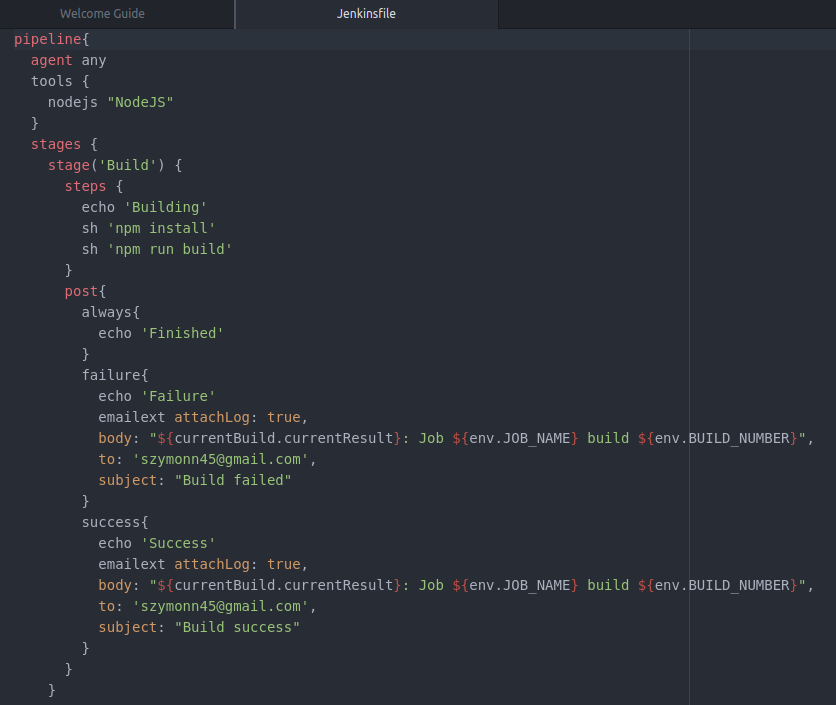 Welcome Guide
Jenkinsfile
pipeline{
  agent any
  tools {
    nodejs "NodeJS"
  }
  stages {
    stage('Build') {
      steps {
        echo 'Building'
        sh 'npm install'
        sh 'npm run build'
      }
      post{
        always{
          echo 'Finished'
        }
        failure{
          echo 'Failure'
          emailext attachLog: true,
          body: "${currentBuild.currentResult}: Job ${env.JOB_NAME} build ${env.BUILD_NUMBER}",
          to: 'szymonn45@gmail.com',
          subject: "Build failed"
        }
        success{
          echo 'Success'
          emailext attachLog: true,
          body: "${currentBuild.currentResult}: Job ${env.JOB_NAME} build ${env.BUILD_NUMBER}",
          to: 'szymonn45@gmail.com',
          subject: "Build success"
        }
      }
    }